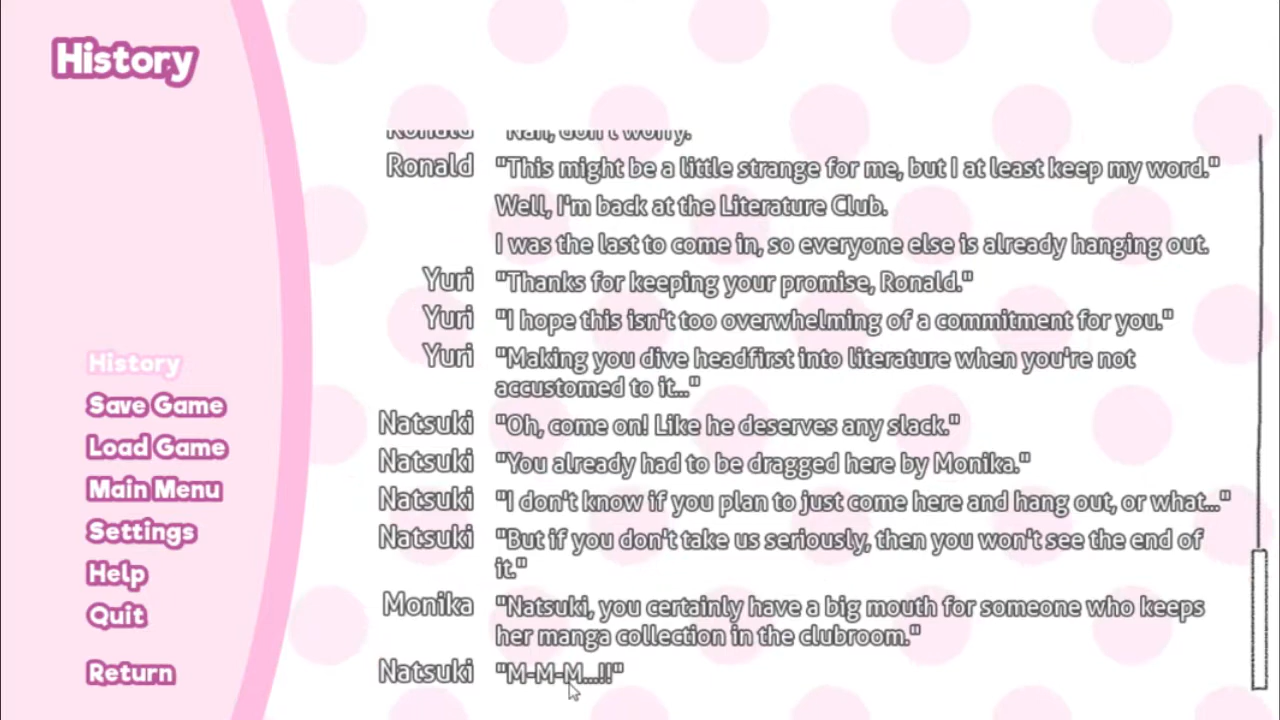 History
Ronald "Nah, don't worry.
Ronald "This might be a little strange for me, but I at least keep my word."
Well, I'm back at the Literature Club.
I was the last to come in, so everyone else is already hanging out.
Yuri "Thanks for keeping your promise, Ronald."
Yuri "I hope this isn't too overwhelming of a commitment for you."
Yuri "Making you dive headfirst into literature when you're not
accustomed to it..."
Natsuki "Oh, come on! Like he deserves any slack."
Natsuki "You already had to be dragged here by Monika."
Natsuki "I don't know if you plan to just come here and hang out, or what..."
Natsuki "But if you don't take us seriously, then you won't see the end of
it."
Monika "Natsuki, you certainly have a big mouth for someone who keeps
her manga collection in the clubroom."
Natsuki "M-M-M...!!"
History
Save Game
Load Game
Main Menu
Settings
Help
Quit
Return